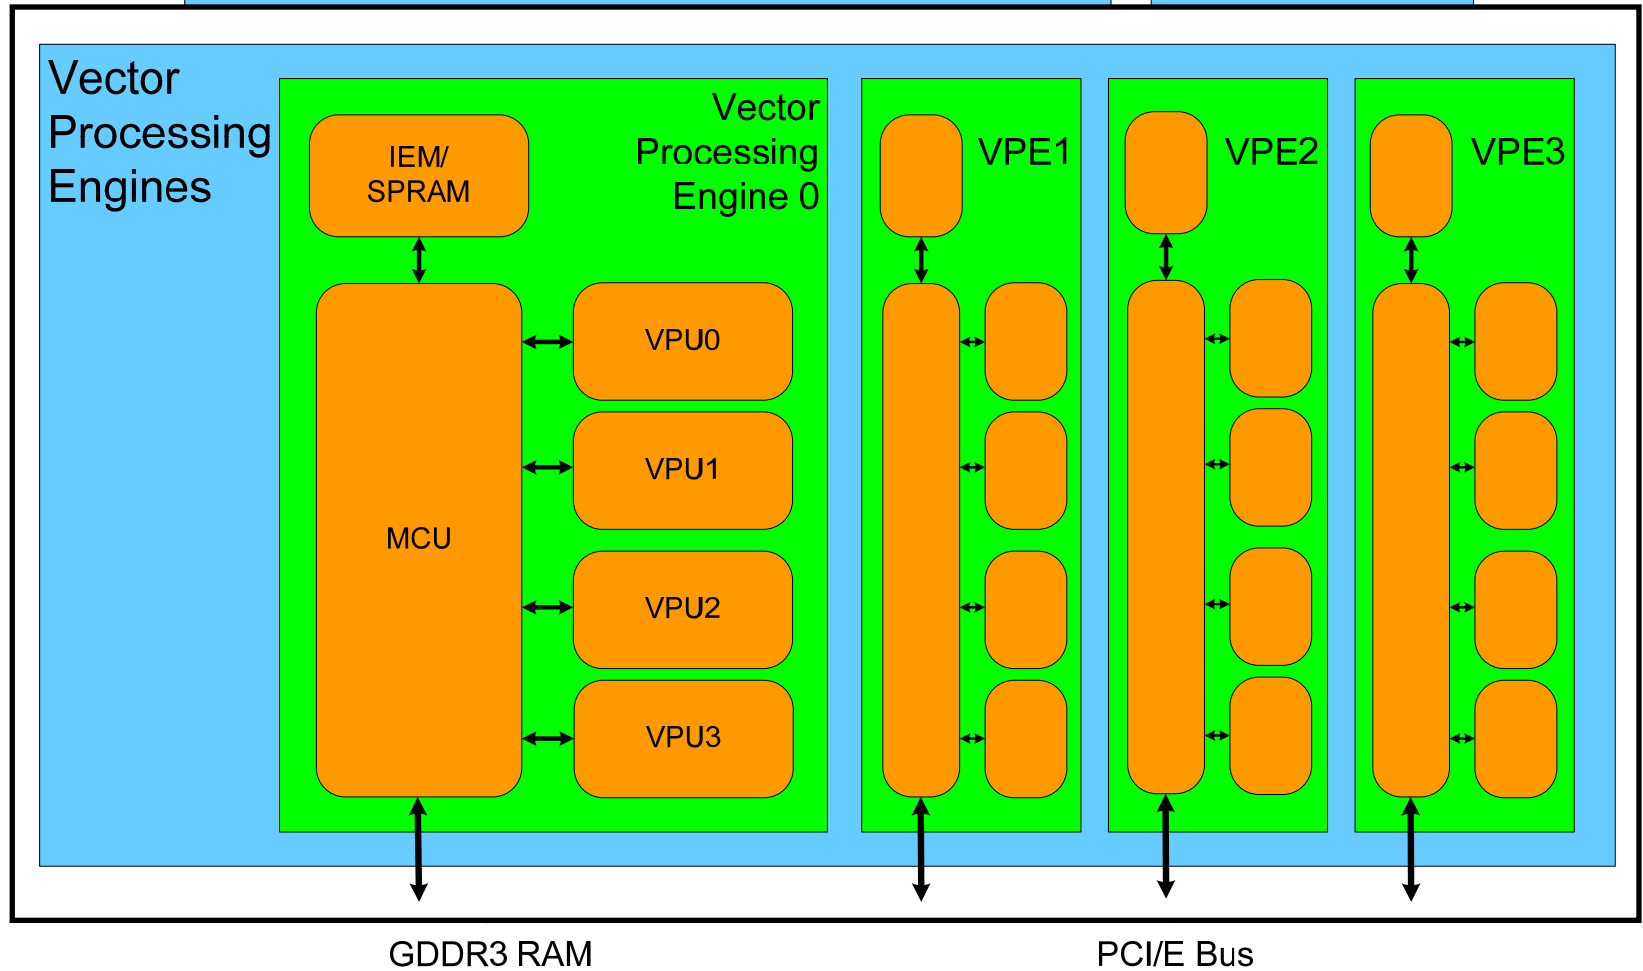 Vector
Processing
Engines
Vector
Processing
Engine 0
IEM/
SPRAM
MCU
VPU0
VPU1
VPU2
VPU3
VPE1
VPE2
VPE3
GDDR3 RAM
PCI/E Bus